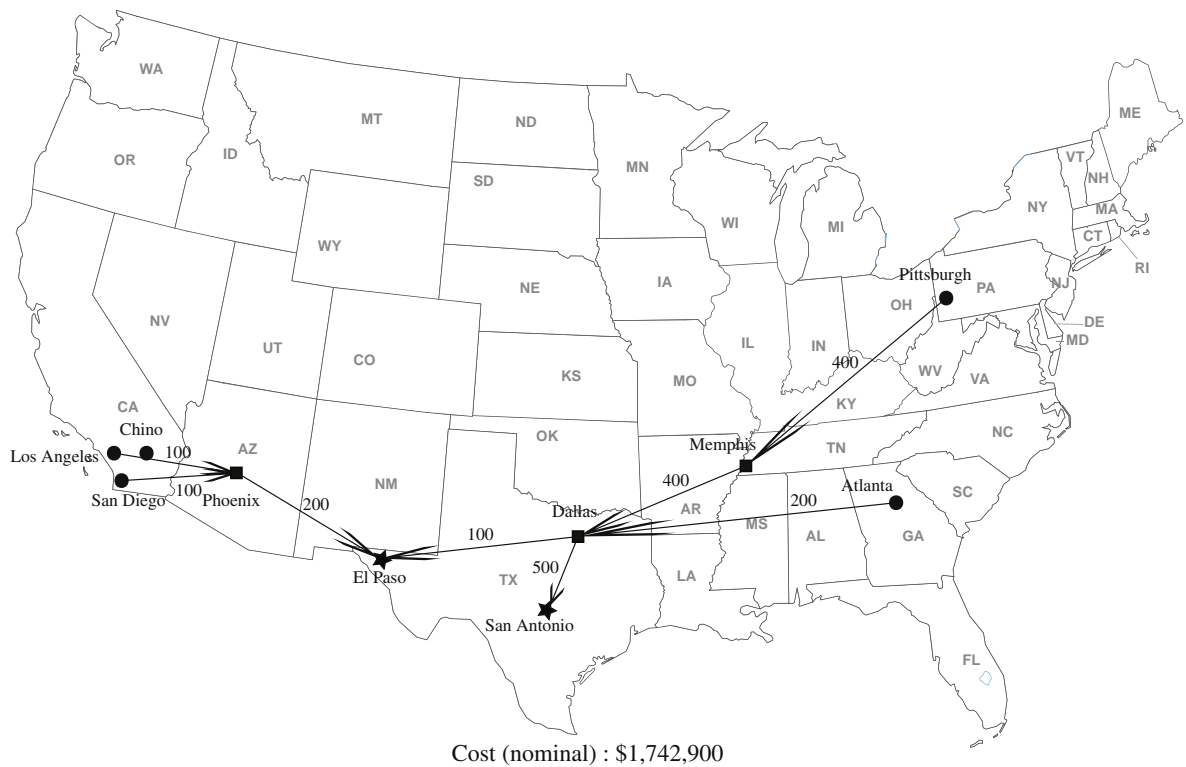 WA
MT
ND
MN
ME
OR
ID
SD
WI
MI
VT
NH
NY
MA
CT
RI
WY
NE
IA
Pittsburgh
PA
NJ
OH
DE
MD
NV
UT
CO
KS
MO
IL
IN
400
WV
VA
KY
CA
Chino
Los Angeles
100
San Diego
100
Phoenix
AZ
NM
OK
Memphis
TN
NC
200
Dallas
400
AR
MS
AL
Atlanta
200
GA
SC
El Paso
100
500
TX
LA
San Antonio
FL
Cost (nominal) : $1,742,900